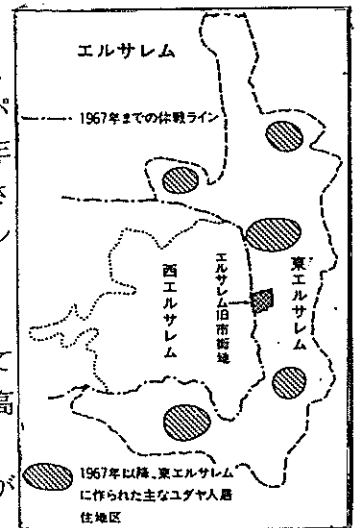 エルサレム
1967年までの休戦ライン
西エルサレム
エルサレム旧市街地
東エルサレム
1967年以降、東エルサレム
に作られた主なユダヤ人居
住地区
て
高
が